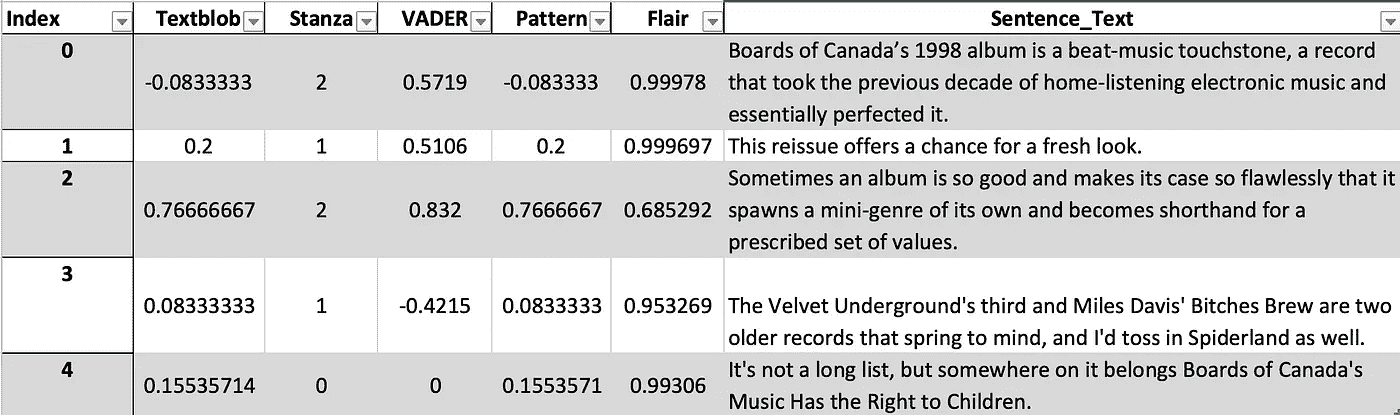 Index Textblob Stanza VADER Pattern Flair Sentence_Text
0
Boards of Canada’s 1998 album is a beat-music touchstone, a record
-0.0833333 2 0.5719 -0.083333 0.99978 that took the previous decade of home-listening electronic music and
essentially perfected it.
1 0.2 1 0.5106 0.2 0.999697 This reissue offers a chance for a fresh look.
2
Sometimes an album is so good and makes its case so flawlessly that it
0.76666667 2 0.832 0.7666667 0.685292 spawns a mini-genre of its own and becomes shorthand for a
prescribed set of values.
3
0.08333333 1 -0.4215 0.0833333 0.953269 The Velvet Underground's third and Miles Davis' Bitches Brew are two
older records that spring to mind, and I'd toss in Spiderland as well.
4
It's not a long list, but somewhere on it belongs Boards of Canada's
0.15535714 0 0 0.1553571 0.99306
Music Has the Right to Children.